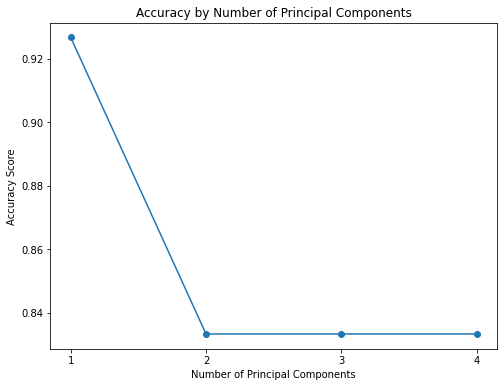 Accuracy by Number of Principal Components
0.92
0.90
0.88
0.86
0.84
Accuracy Score
1 2 3 4
Number of Principal Components